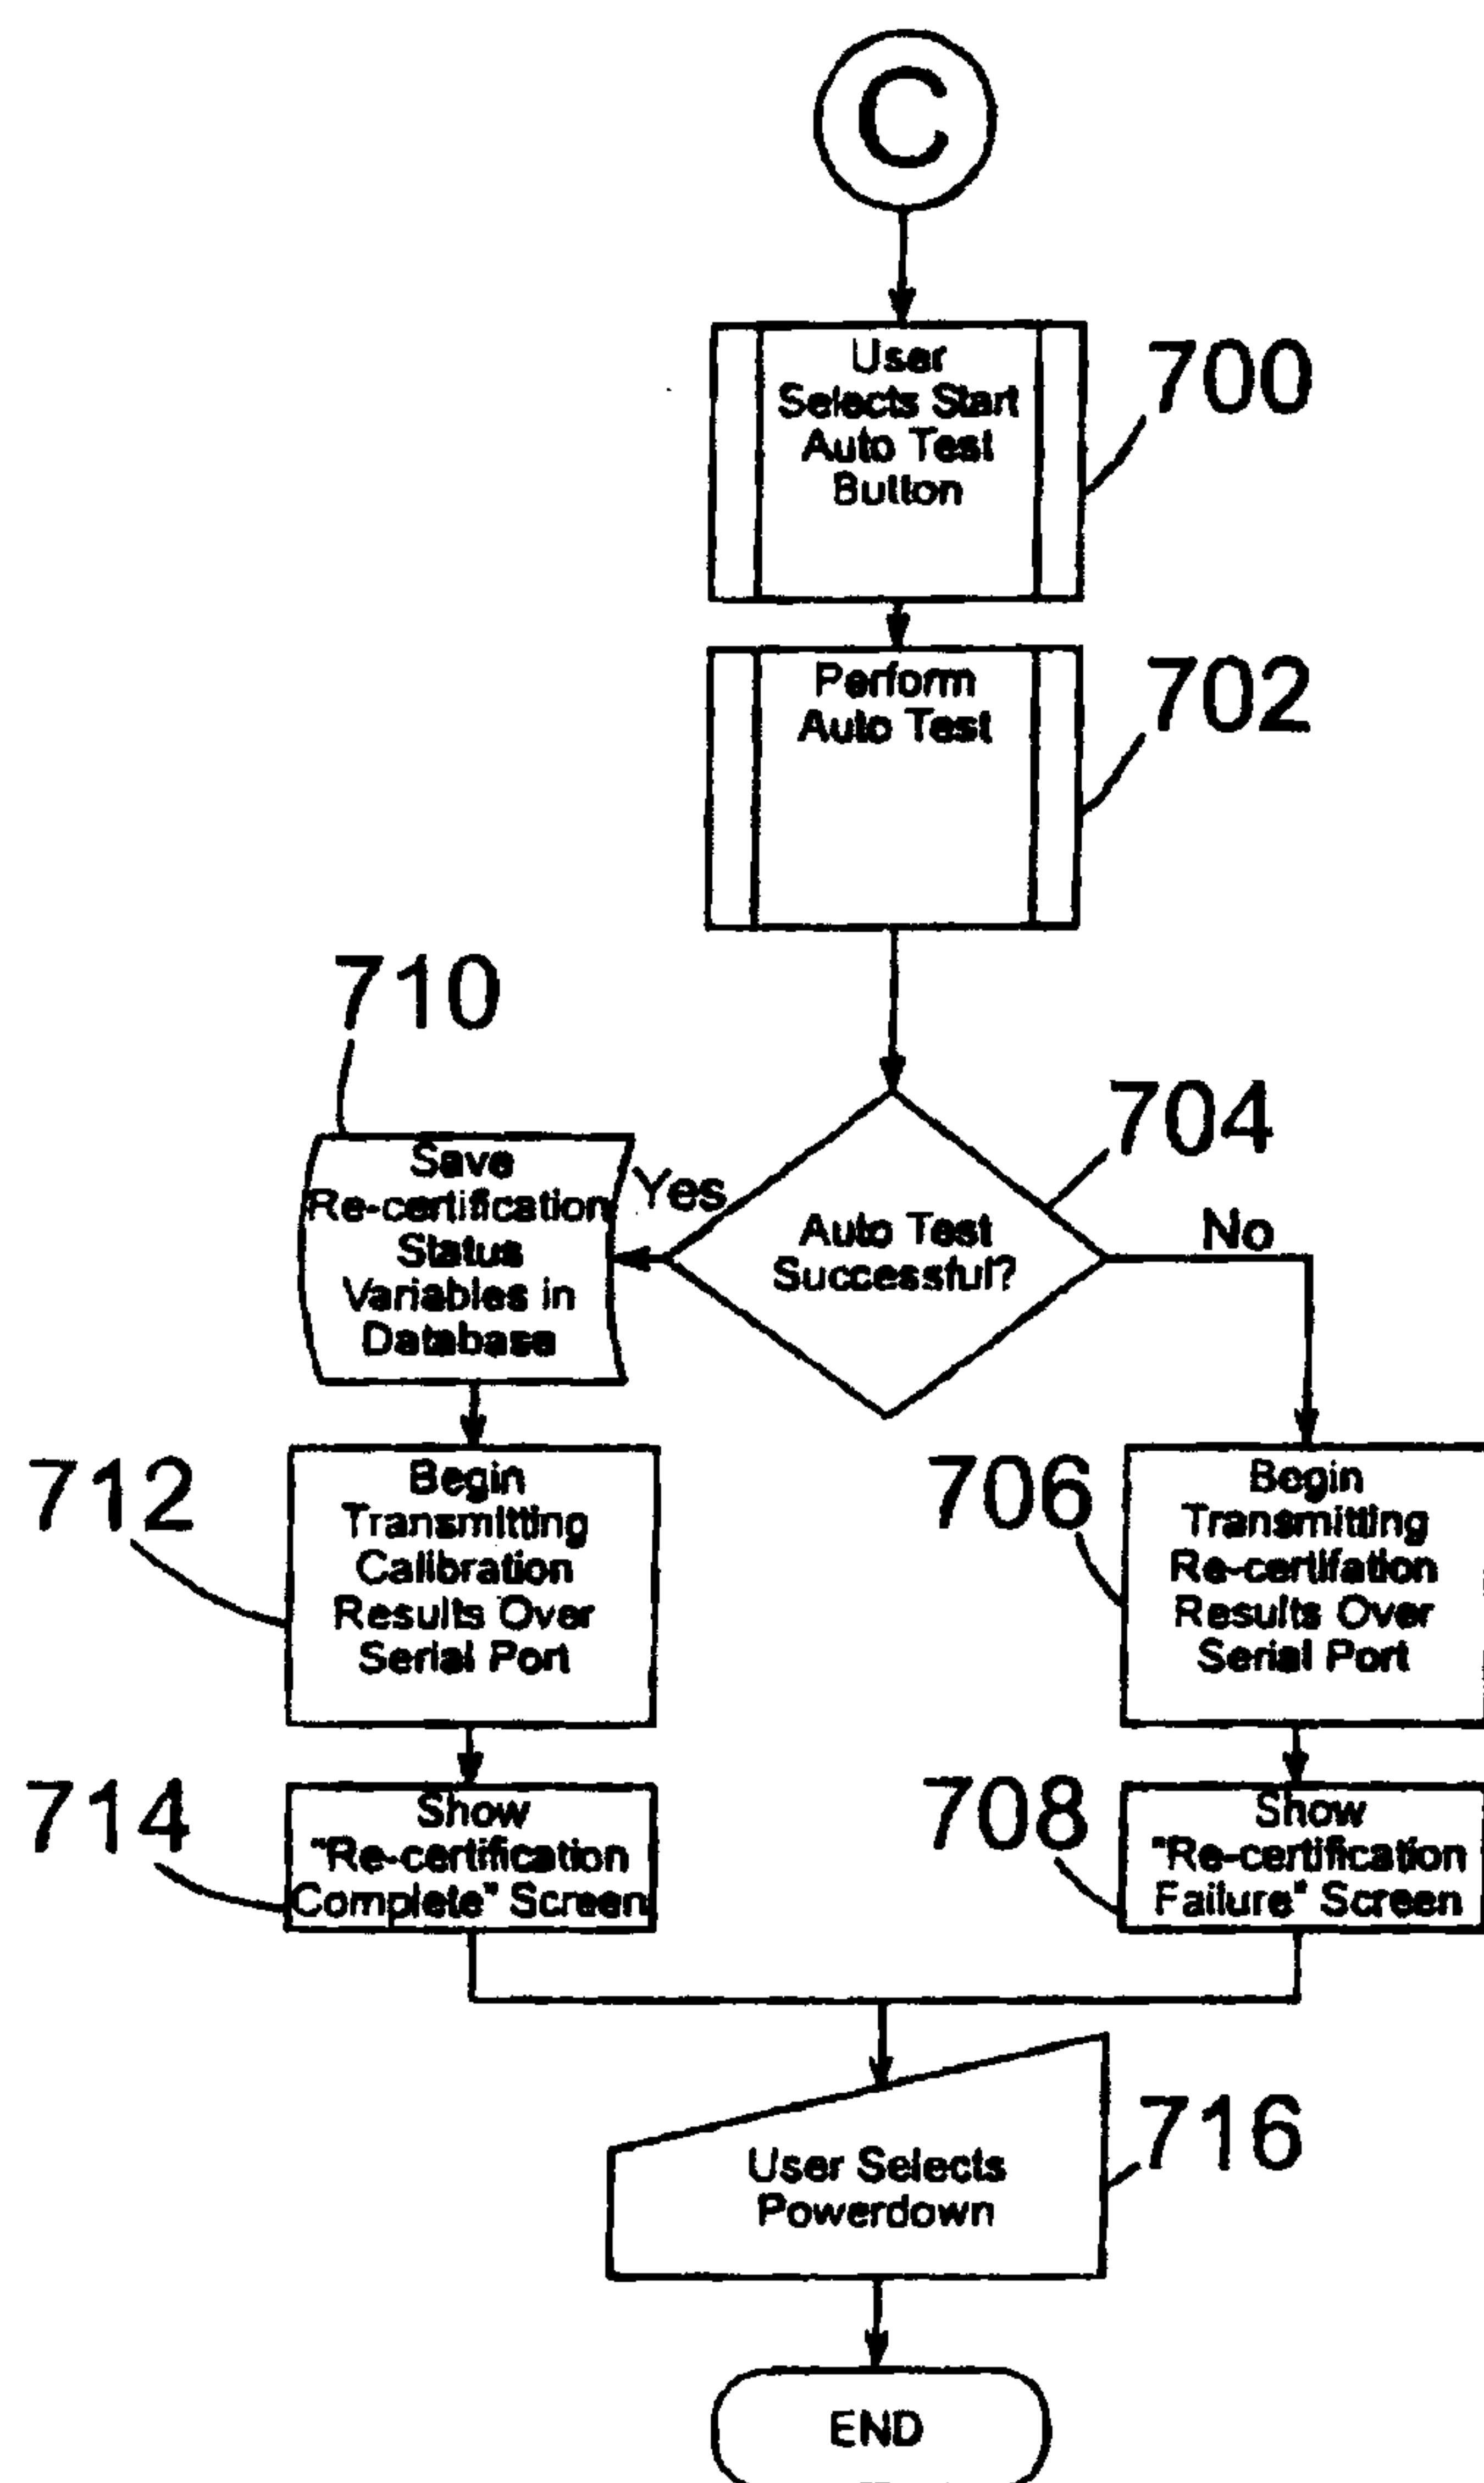 C
User
Selects Start
Auto Test
Button
700
Perform
Auto Test
702
710
704
Save
Re-certification
Status
Variables in
Database
Yes
Auto Test
Successful?
No
712
Begin
Transmitting
Calibration
Results Over
Serial Port
706
Begin
Transmitting
Re-certifation
Results Over
Serial Port
714
Show
"Re-certification
Complete" Screen
708
Show
"Re-certification
Failure" Screen
User Selects
Powerdown
716
END